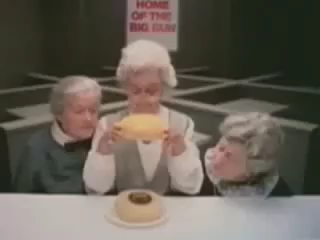 HOME
OF THE
BIG BUN